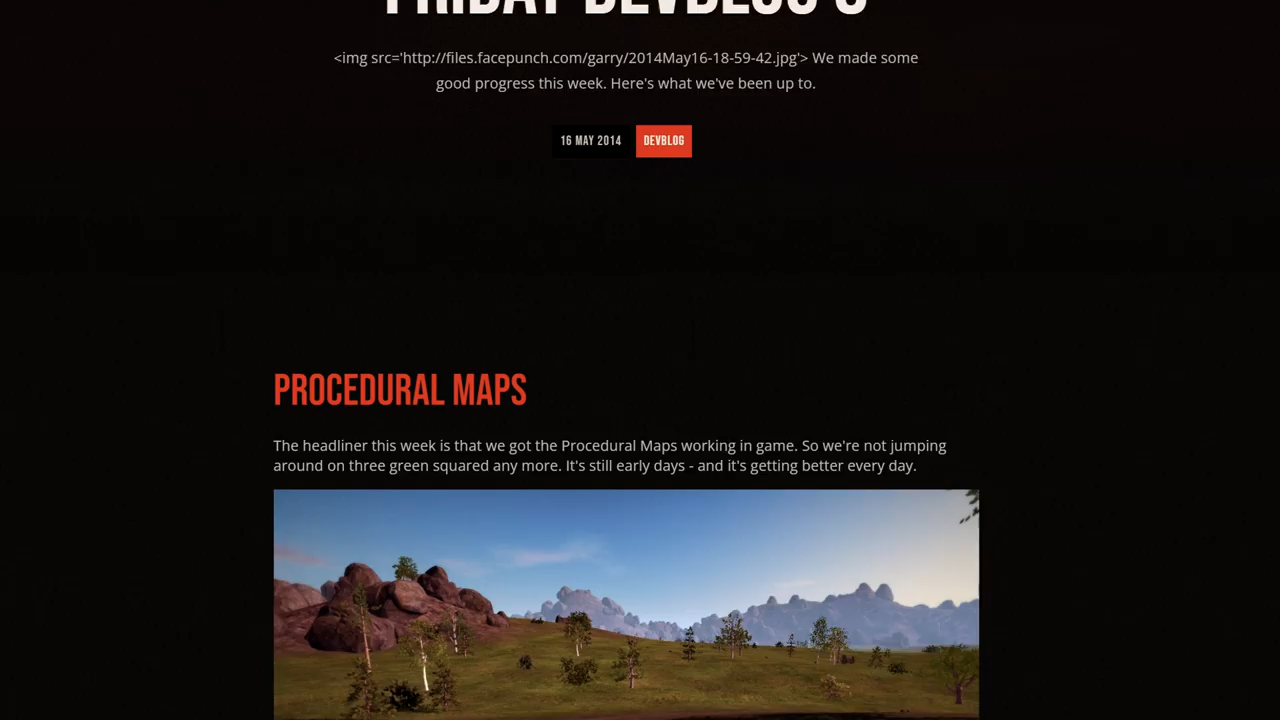 FRIDAY DEVBLOG
<img src='http://files.facepunch.com/garry/2014May16-18-59-42.jpg'> We made some
good progress this week. Here's what we've been up to.
16 MAY 2014 DEVBLOG
PROCEDURAL MAPS
The headliner this week is that we got the Procedural Maps working in game. So we're not jumping
around on three green squared any more. It's still early days - and it's getting better every day.